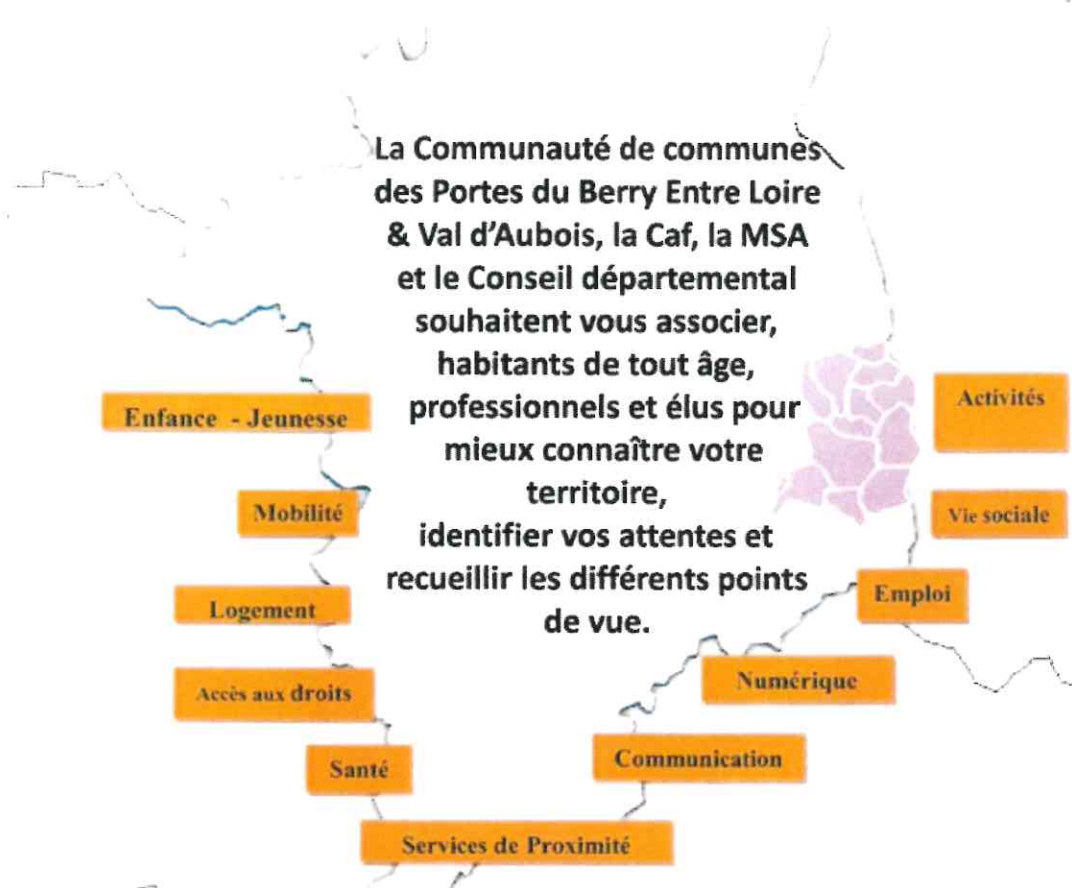 La Communauté de communes
des Portes du Berry Entre Loire
& Val d'Aubois, la Caf, la MSA
et le Conseil départemental
souhaitent vous associer,
habitants de tout âge,
professionnels et élus pour
mieux connaître votre
territoire,
identifier vos attentes et
recueillir les différents points
de vue.
Enfance - Jeunesse
Mobilité
Logement
Accès aux droits
Santé
Services de Proximité
Communication
Numérique
Emploi
Vie sociale
Activités